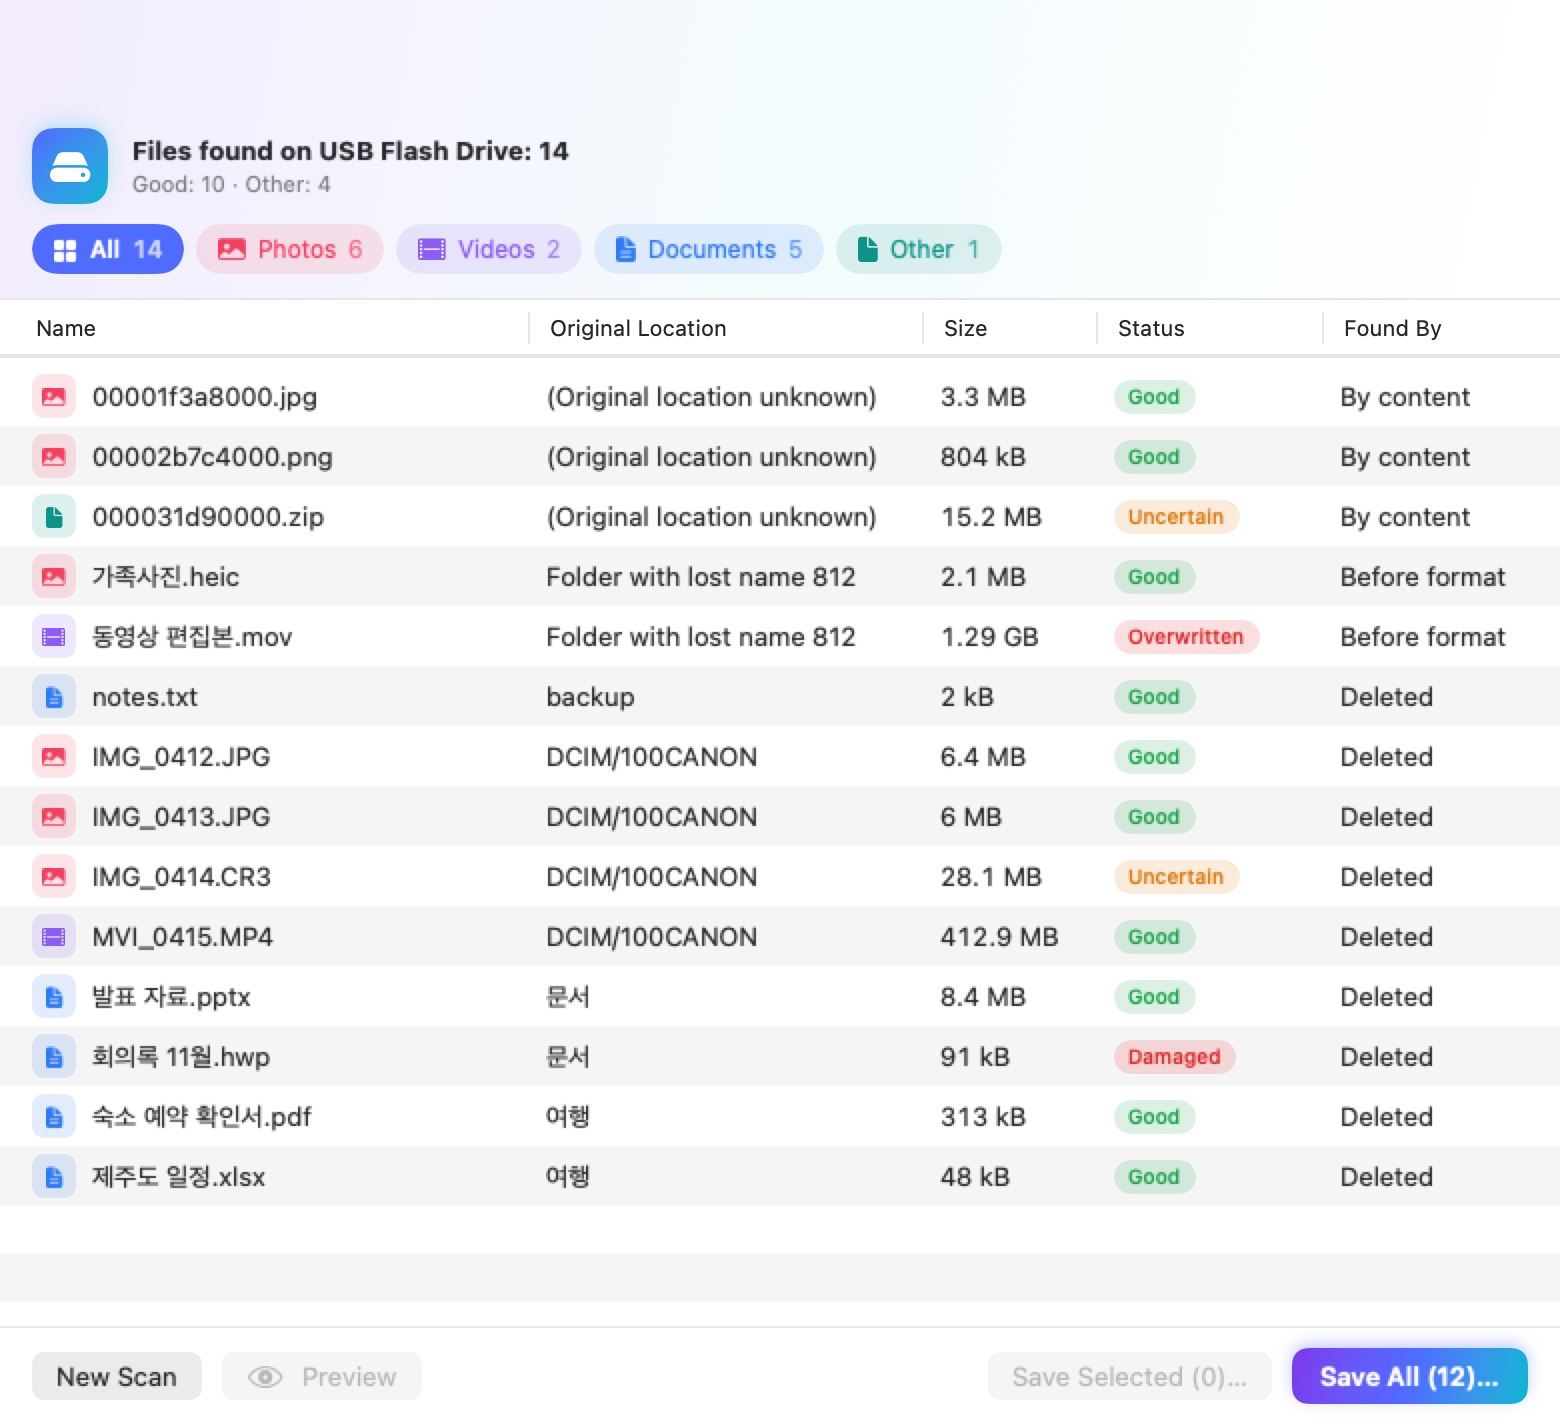 Files found on USB Flash Drive: 14
Good: 10 · Other: 4
All 14 Photos 6 Videos 2 Documents 5 Other 1
Name Original Location Size Status Found By
00001f3a8000.jpg (Original location unknown) 3.3 MB Good By content
00002b7c4000.png (Original location unknown) 804 kB Good By content
000031d90000.zip (Original location unknown) 15.2 MB Uncertain By content
가족사진.heic Folder with lost name 812 2.1 MB Good Before format
동영상 편집본.mov Folder with lost name 812 1.29 GB Overwritten Before format
notes.txt backup 2 kB Good Deleted
IMG_0412.JPG DCIM/100CANON 6.4 MB Good Deleted
IMG_0413.JPG DCIM/100CANON 6 MB Good Deleted
IMG_0414.CR3 DCIM/100CANON 28.1 MB Uncertain Deleted
MVI_0415.MP4 DCIM/100CANON 412.9 MB Good Deleted
발표 자료.pptx 문서 8.4 MB Good Deleted
회의록 11월.hwp 문서 91 kB Damaged Deleted
숙소 예약 확인서.pdf 여행 313 kB Good Deleted
제주도 일정.xlsx 여행 48 kB Good Deleted
New Scan Preview Save Selected (0)... Save All (12)...